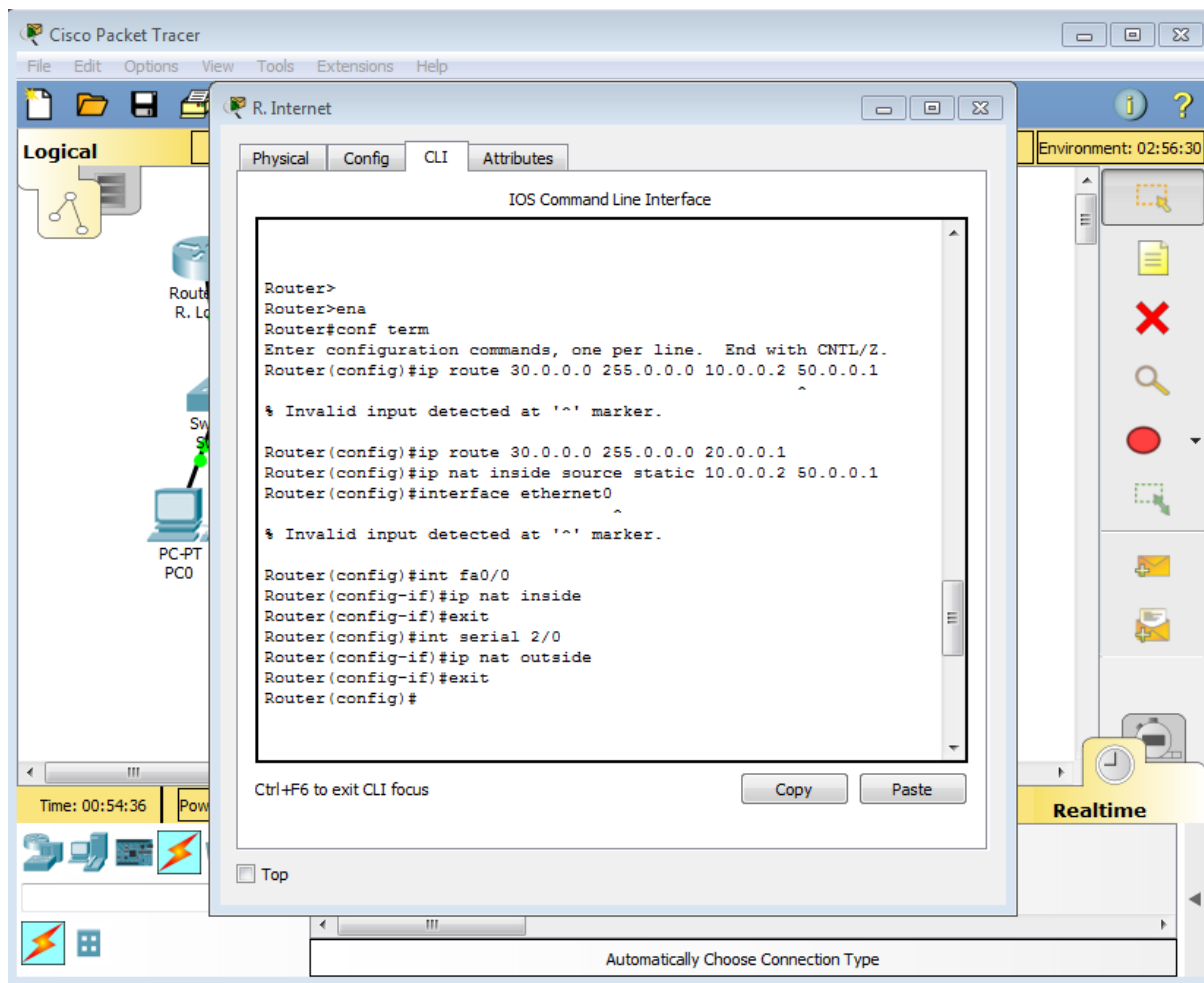 Cisco Packet Tracer
File Edit Options View Tools Extensions Help
R. Internet
Logical
Environment: 02:56:30
Physical Config CLI Attributes
IOS Command Line Interface
Router>
Router>ena
Router#conf term
Enter configuration commands, one per line.  End with CNTL/Z.
Router(config)#ip route 30.0.0.0 255.0.0.0 10.0.0.2 50.0.0.1
^
% Invalid input detected at '^' marker.
Router(config)#ip route 30.0.0.0 255.0.0.0 20.0.0.1
Router(config)#ip nat inside source static 10.0.0.2 50.0.0.1
Router(config)#interface ethernet0
^
% Invalid input detected at '^' marker.
Router(config)#int fa0/0
Router(config-if)#ip nat inside
Router(config-if)#exit
Router(config)#int serial 2/0
Router(config-if)#ip nat outside
Router(config-if)#exit
Router(config)#
Route
R. Lo
Sw
S
PC-PT
PC0
Ctrl+F6 to exit CLI focus
Copy Paste
Time: 00:54:36 Pow
Realtime
Top
Automatically Choose Connection Type